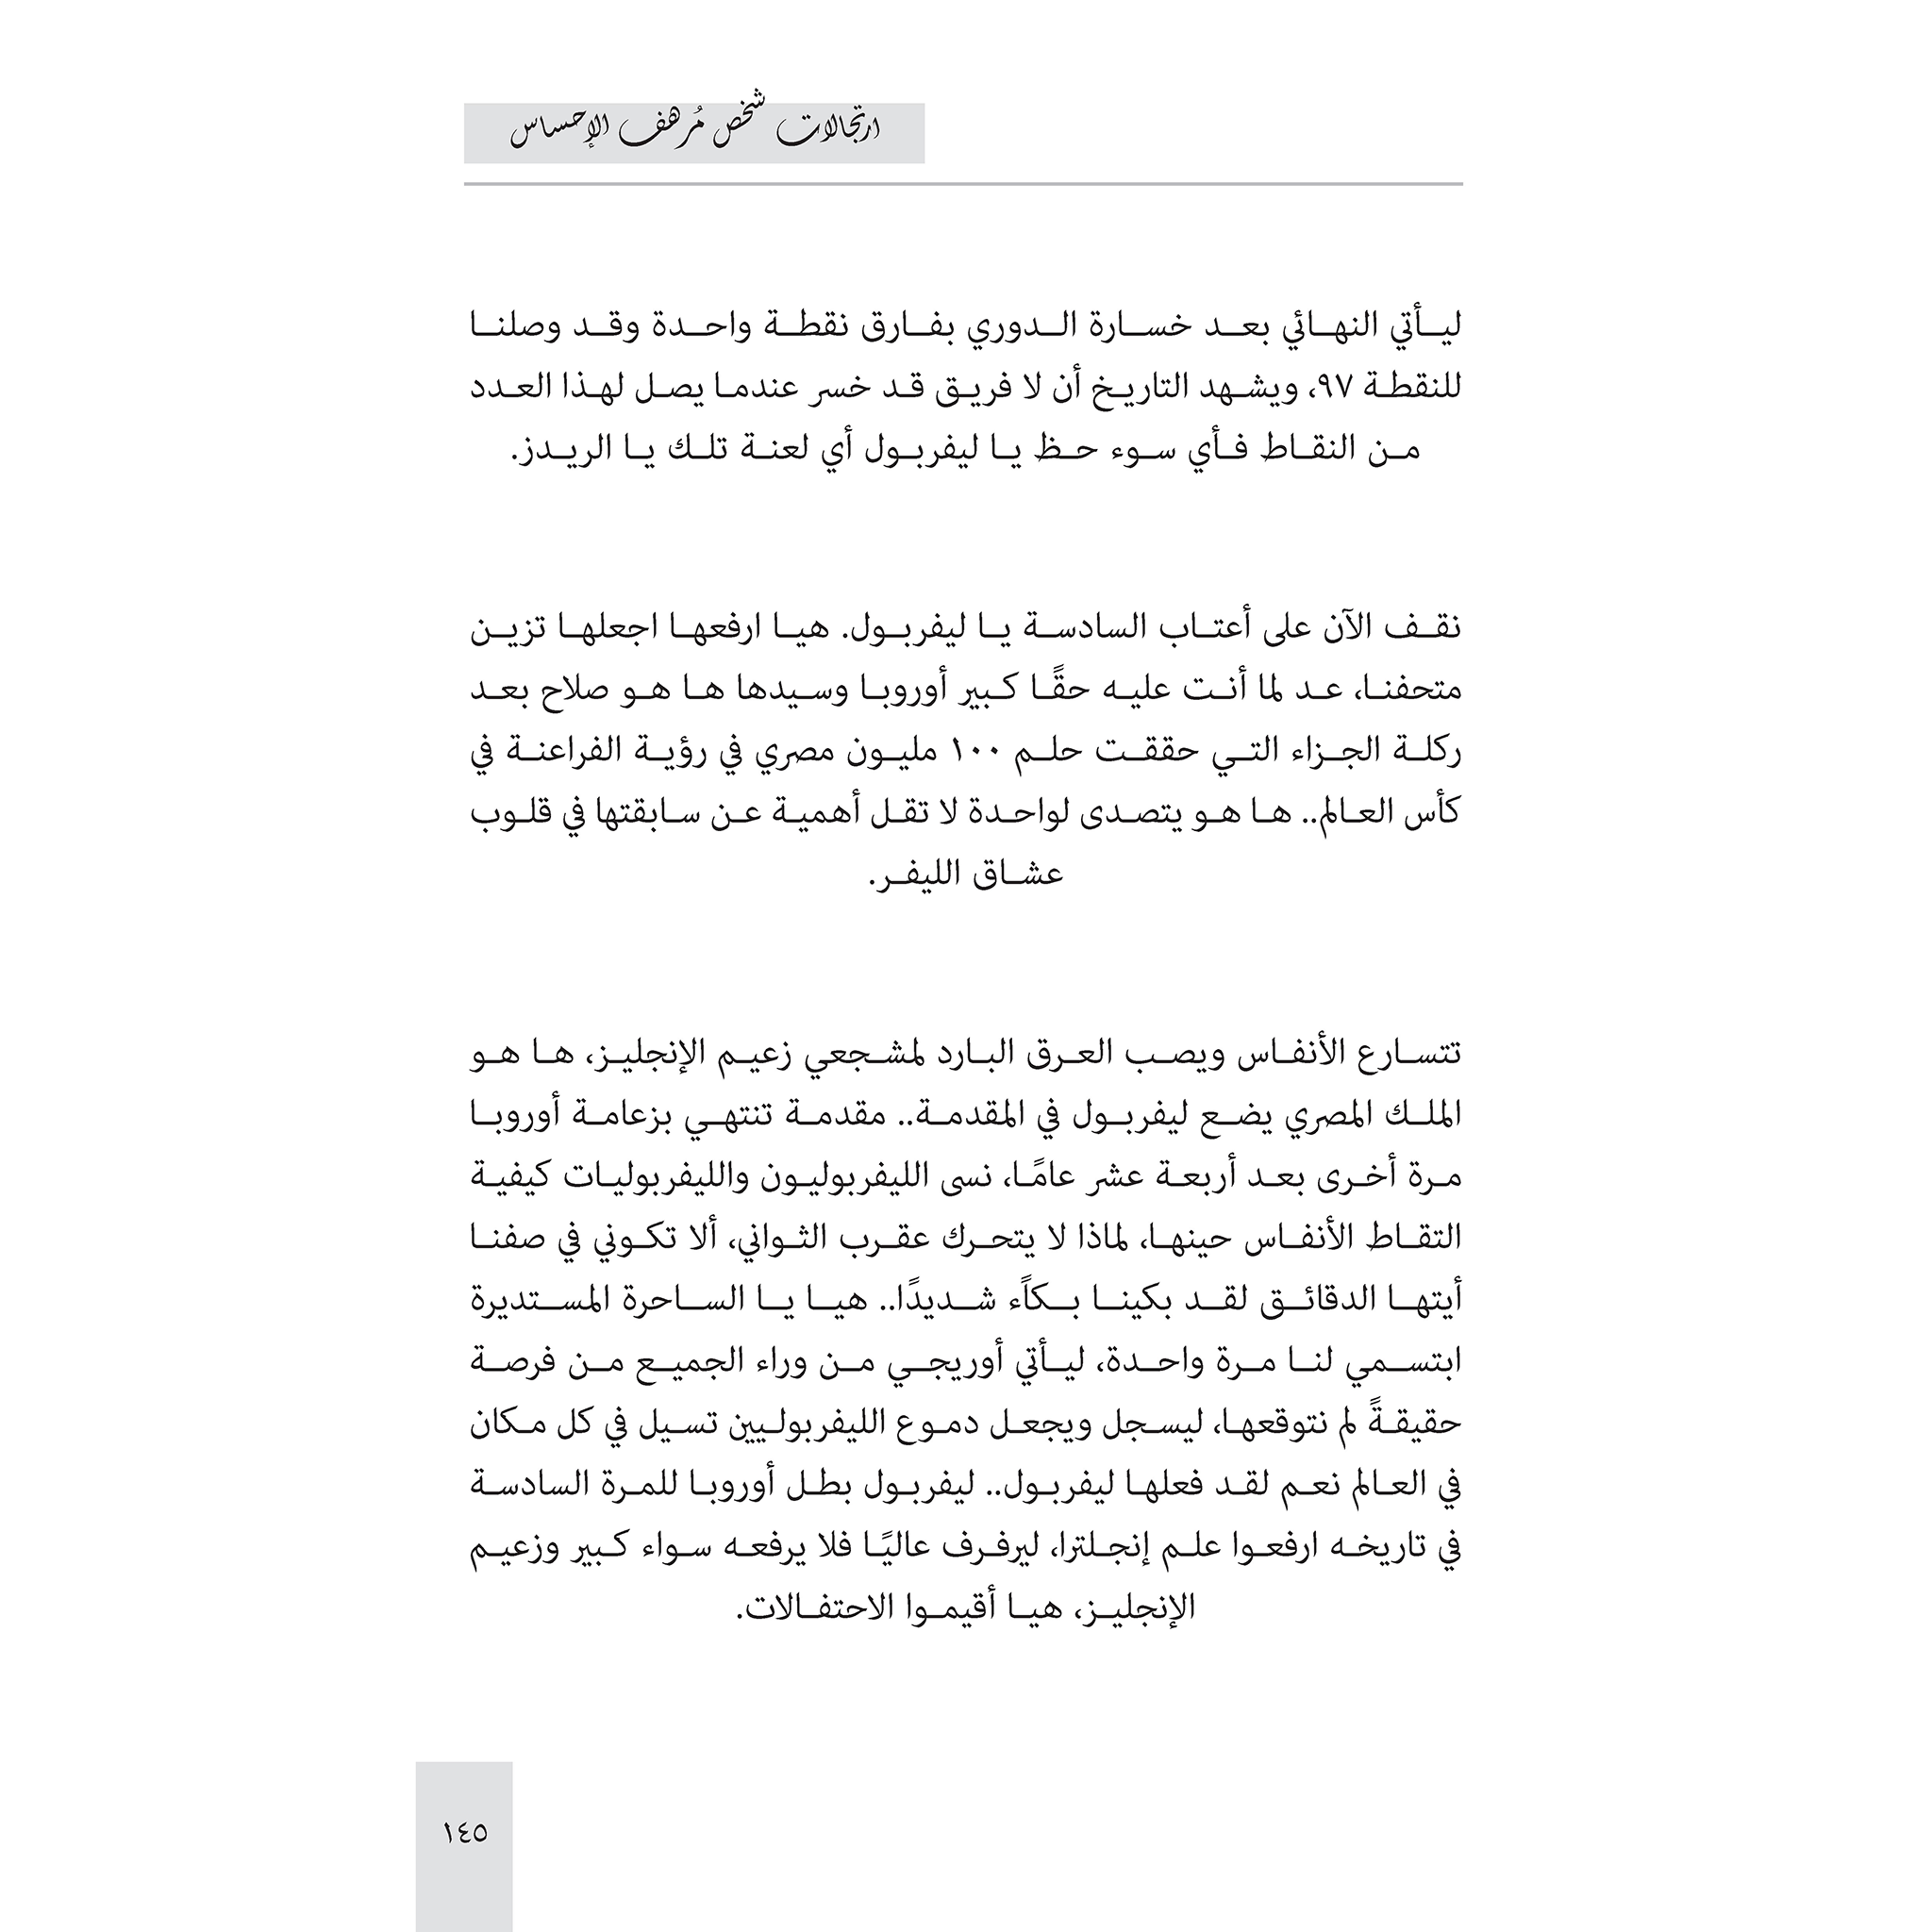 ارتجالات شخص مُرهف الإحساس
ليأتي النهائي بعد خسارة الدوري بفارق نقطة واحدة وقد وصلنا
للنقطة ٩٧، ويشهد التاريخ أن لا فريق قد خسر عندما يصل لهذا العدد
من النقاط فأي سوء حظ يا ليفربول أي لعنة تلك يا الريدز.
نقف الآن على أعتاب السادسة يا ليفربول. هيا ارفعها اجعلها تزين
متحفنا، عد لما أنت عليه حقًا كبير أوروبا وسيدها ها هو صلاح بعد
ركلة الجزاء التي حققت حلم ١٠٠ مليون مصري في رؤية الفراعنة في
كأس العالم.. ها هو يتصدى لواحدة لا تقل أهمية عن سابقتها في قلوب
عشاق الليفر.
تتسارع الأنفاس ويصب العرق البارد لمشجعي زعيم الإنجليز، ها هو
الملك المصري يضع ليفربول في المقدمة.. مقدمة تنتهي بزعامة أوروبا
مرة أخرى بعد أربعة عشر عامًا، نسى الليفربوليون والليفربوليات كيفية
التقاط الأنفاس حينها، لماذا لا يتحرك عقرب الثواني، ألا تكوني في صفنا
أيتها الدقائق لقد بكينا بكاًء شديدًا.. هيا يا الساحرة المستديرة
ابتسمي لنا مرة واحدة، ليأتي أوريجي من وراء الجميع من فرصة
حقيقةً لم نتوقعها، ليسجل ويجعل دموع الليفربوليين تسيل في كل مكان
في العالم نعم لقد فعلها ليفربول.. ليفربول بطل أوروبا للمرة السادسة
في تاريخه ارفعوا علم إنجلترا، ليرفرف عاليًا فلا يرفعه سواء كبير وزعيم
الإنجليز، هيا أقيموا الاحتفالات.
١٤٥